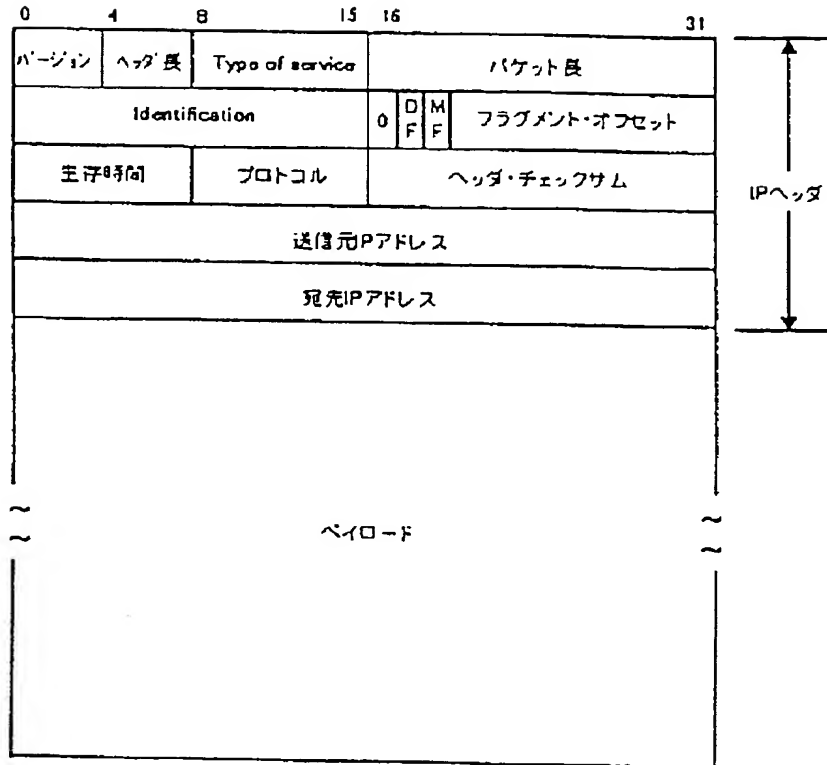 0 4 8 15 16 31
バージョン ヘッダ長 Type of service パケット長
Identification 0 DF MF フラグメント・オフセット
生存時間 プロトコル ヘッダ・チェックサム
IPヘッダ
送信元IPアドレス
宛先IPアドレス
ペイロード